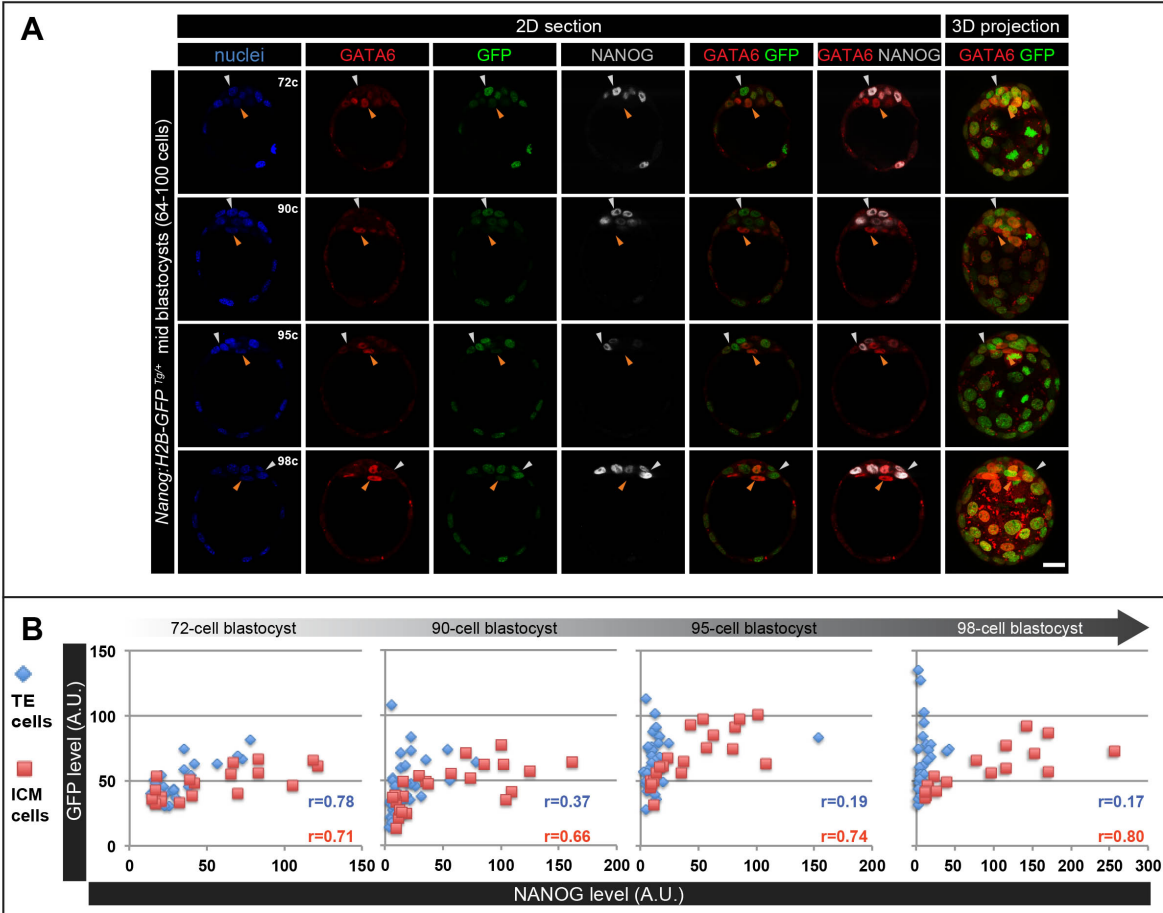 A
2D section
3D projection
nuclei
GATA6
GFP
NANOG
GATA6 GFP
GATA6 NANOG
GATA6 GFP
Nanog:H2B-GFP Tg/+ mid blastocysts (64-100 cells)
72c
90c
95c
98c
B
72-cell blastocyst
90-cell blastocyst
95-cell blastocyst
98-cell blastocyst
TE cells
ICM cells
GFP level (A.U.)
150
100
50
0
r=0.78
r=0.71
0 50 100 150
r=0.37
r=0.66
0 50 100 150 200
r=0.19
r=0.74
0 50 100 150 200
r=0.17
r=0.80
0 100 200 300
NANOG level (A.U.)